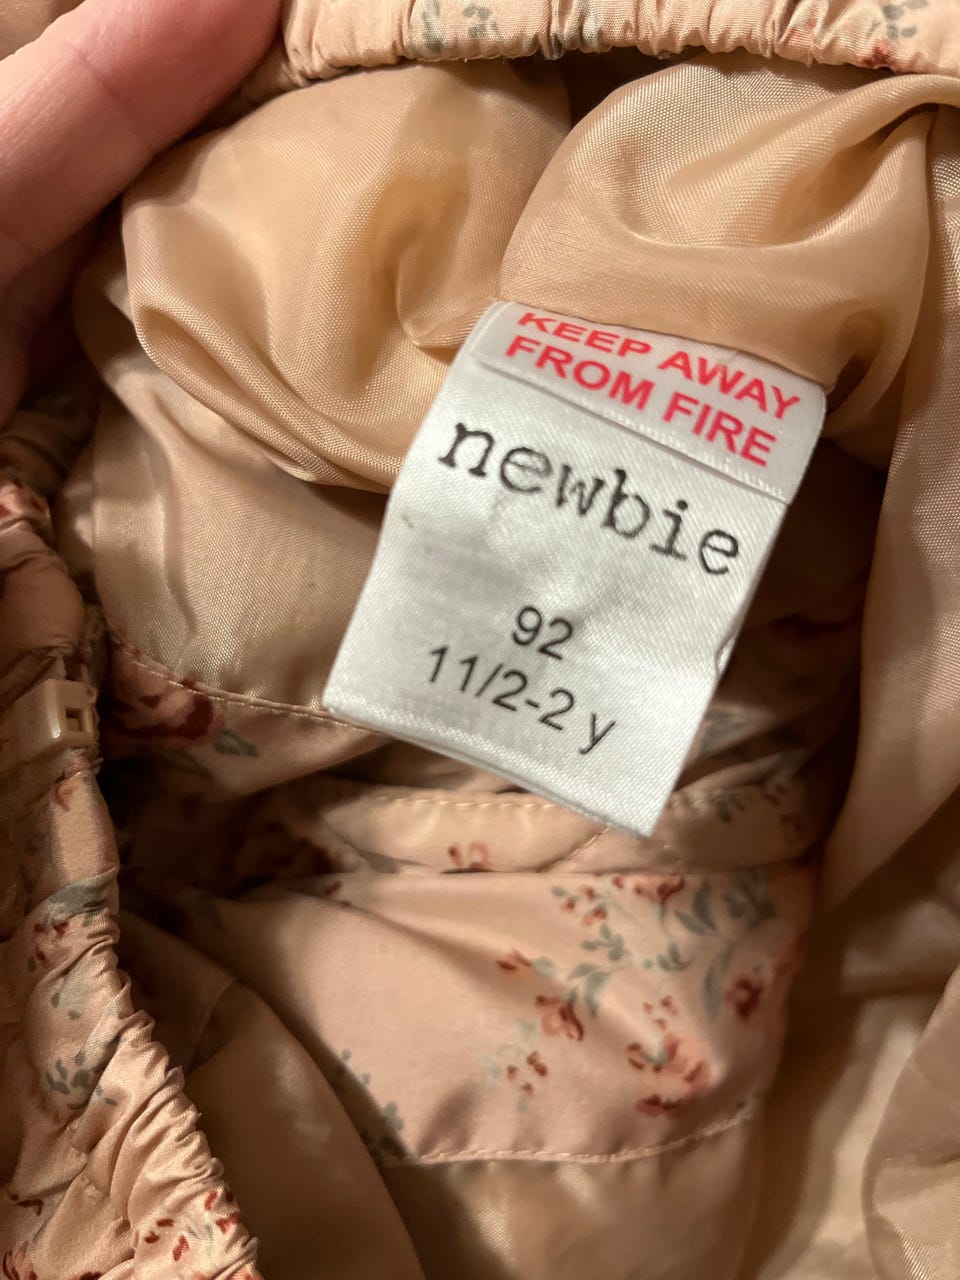 KEEP AWAY
FROM FIRE
newbie
92
11/2-2 y